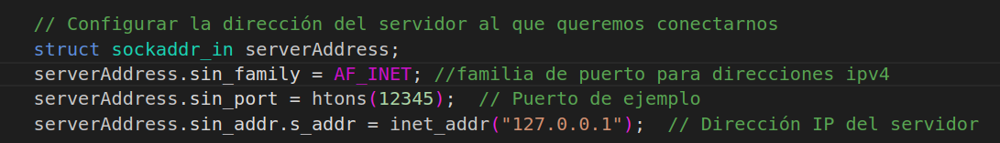 // Configurar la dirección del servidor al que queremos conectarnos
struct sockaddr_in serverAddress;
serverAddress.sin_family = AF_INET; //familia de puerto para direcciones ipv4
serverAddress.sin_port = htons(12345);  // Puerto de ejemplo
serverAddress.sin_addr.s_addr = inet_addr("127.0.0.1");  // Dirección IP del servidor